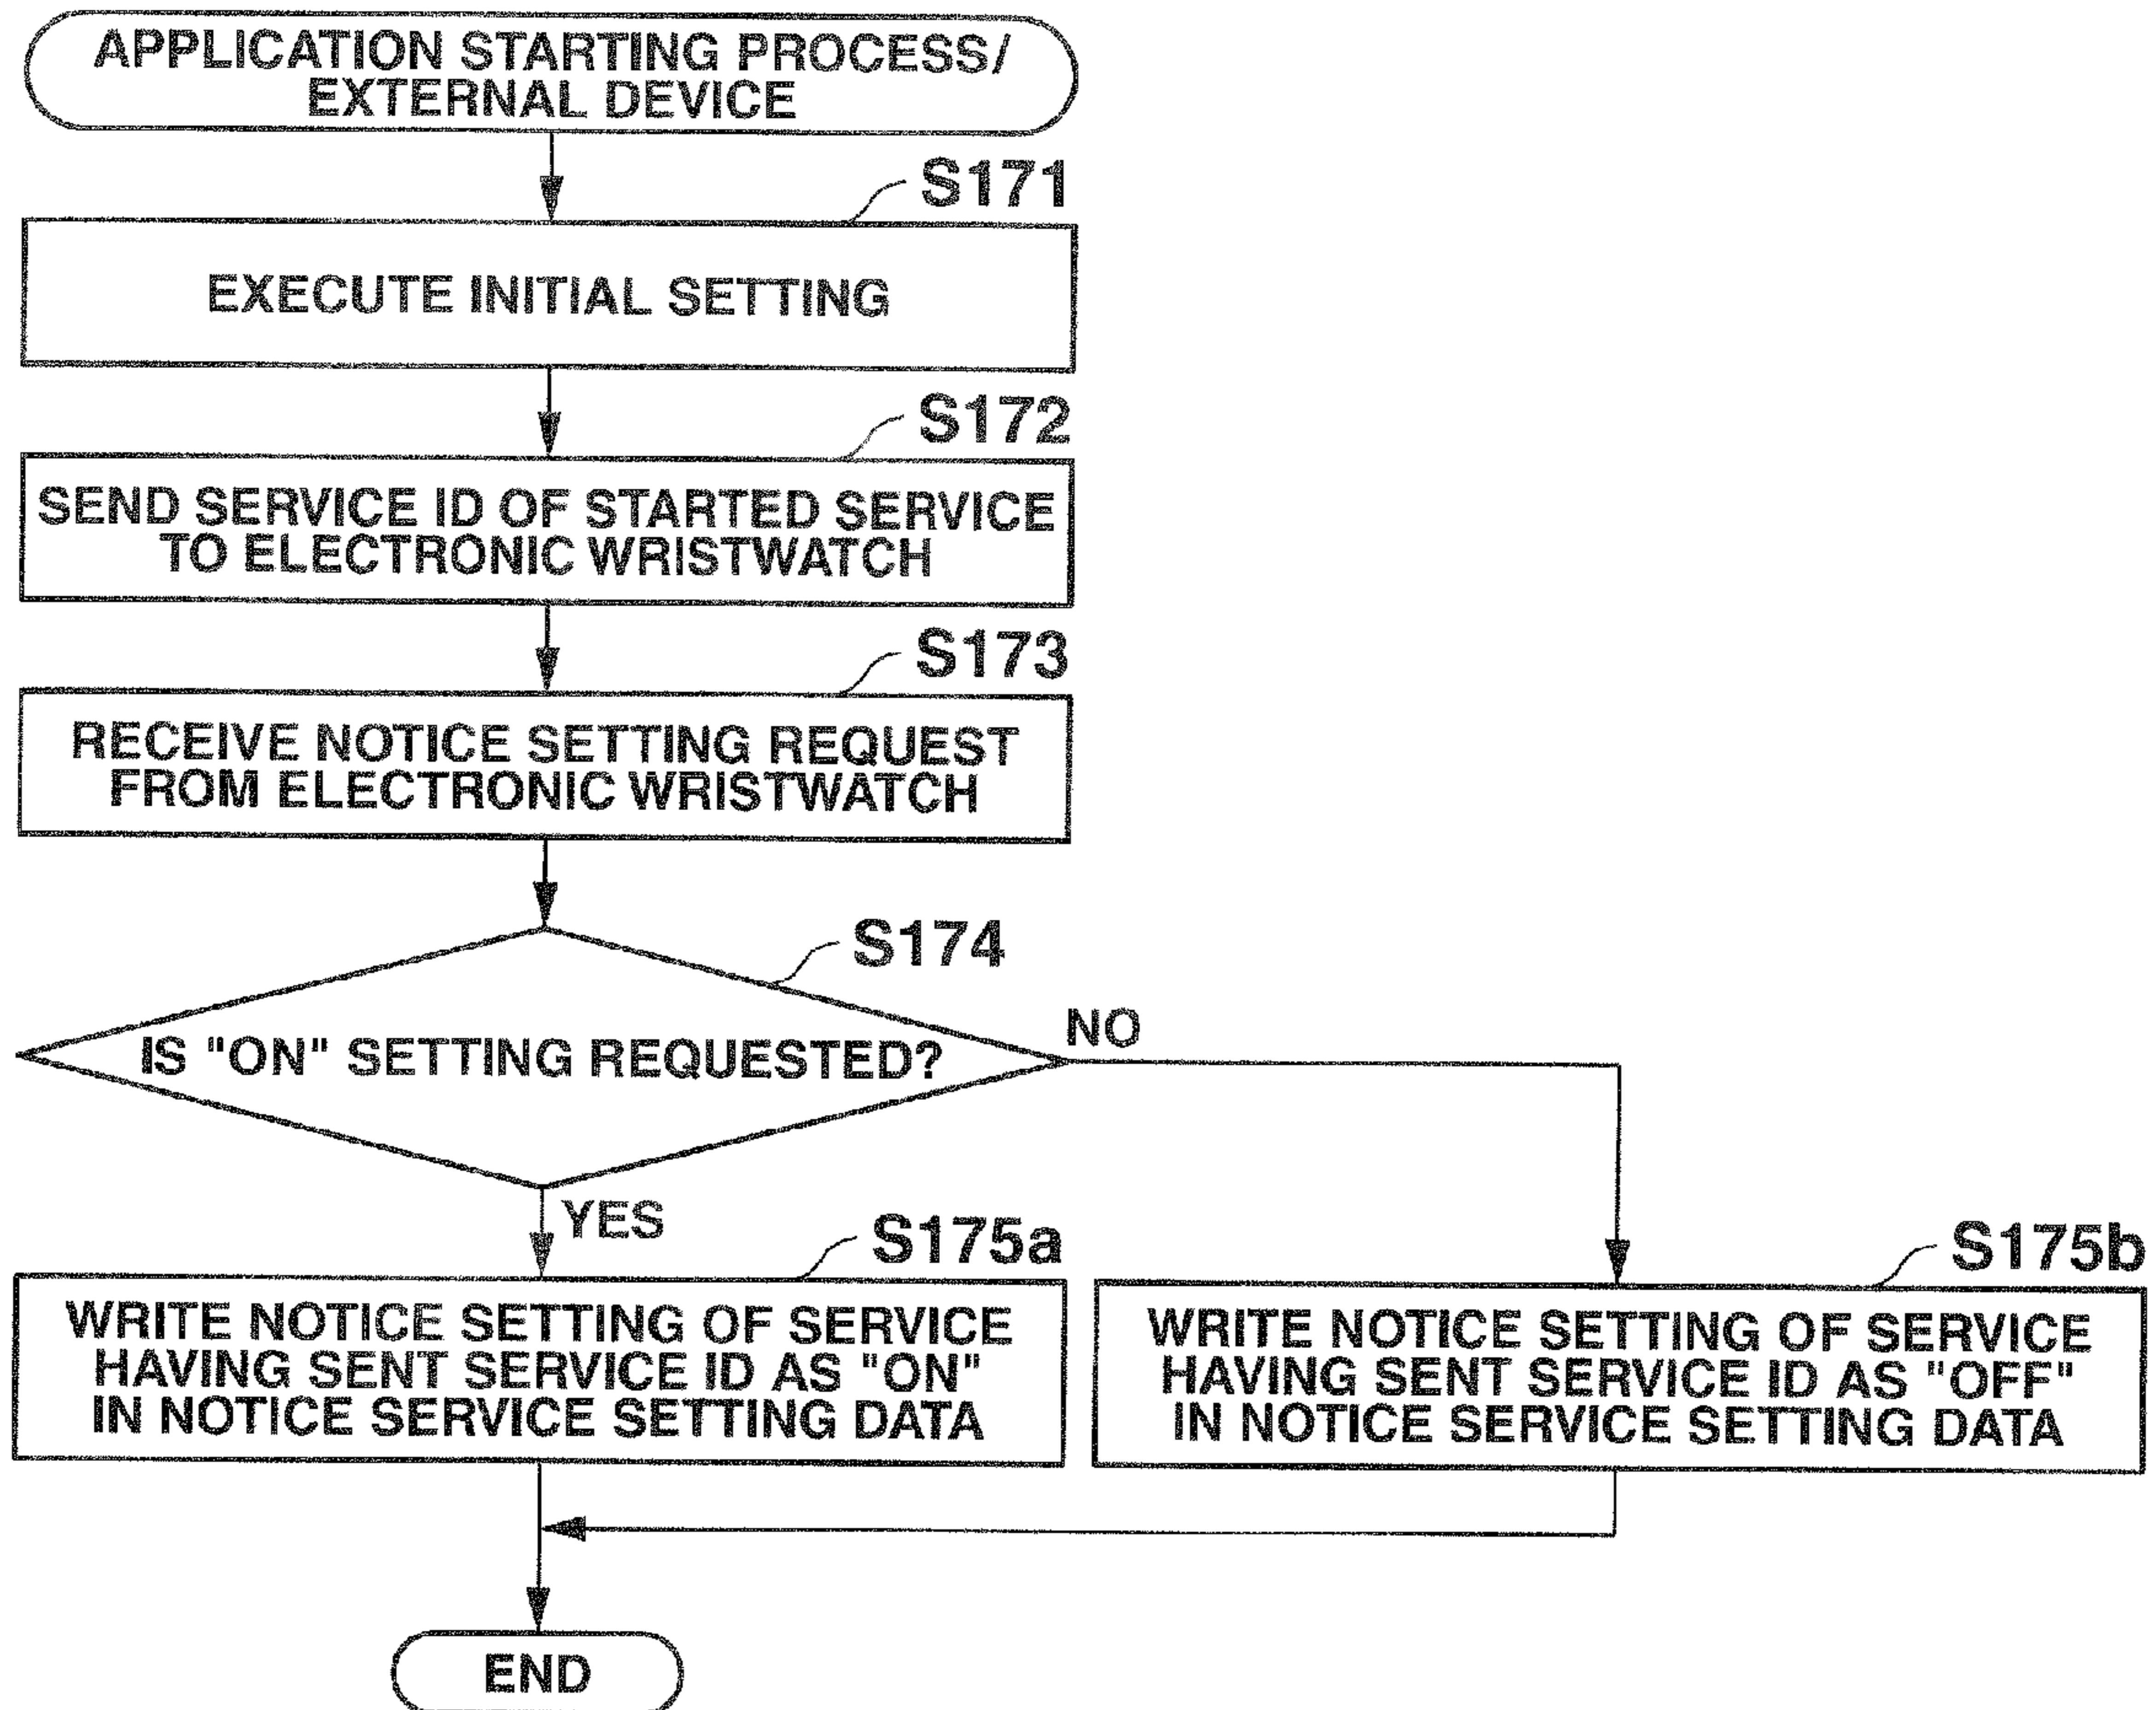 APPLICATION STARTING PROCESS/
EXTERNAL DEVICE
S171
EXECUTE INITIAL SETTING
S172
SEND SERVICE ID OF STARTED SERVICE
TO ELECTRONIC WRISTWATCH
S173
RECEIVE NOTICE SETTING REQUEST
FROM ELECTRONIC WRISTWATCH
S174
IS "ON" SETTING REQUESTED?
NO
YES
S175a
WRITE NOTICE SETTING OF SERVICE
HAVING SENT SERVICE ID AS "ON"
IN NOTICE SERVICE SETTING DATA
S175b
WRITE NOTICE SETTING OF SERVICE
HAVING SENT SERVICE ID AS "OFF"
IN NOTICE SERVICE SETTING DATA
END